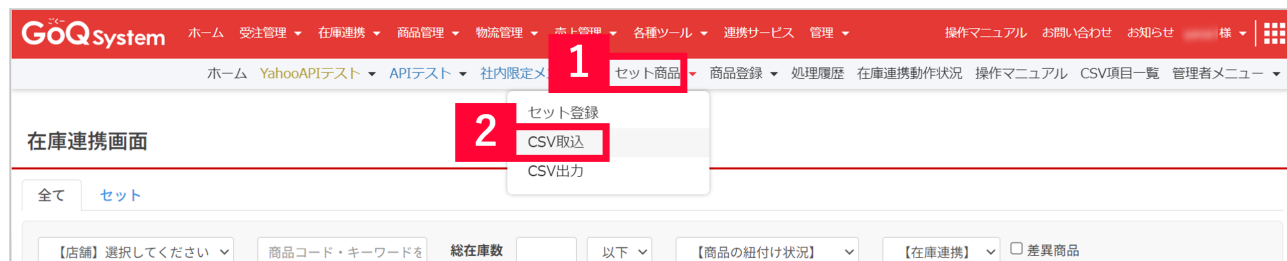 ごくー
GoQSystem ホーム 受注管理 ▼ 在庫連携 ▼ 商品管理 ▼ 物流管理 ▼ 売上管理 ▼ 各種ツール ▼ 連携サービス 管理 ▼ 操作マニュアル お問い合わせ お知らせ 様 ▼
ホーム YahooAPIテスト ▼ APIテスト ▼ 社内限定メ 1 セット商品 ▼ 商品登録 ▼ 処理履歴 在庫連携動作状況 操作マニュアル CSV項目一覧 管理者メニュー ▼
セット登録
2 CSV取込
CSV出力
在庫連携画面
全て セット
【店舗】選択してください 商品コード・キーワードを 総在庫数 以下 【商品の紐付け状況】 【在庫連携】 差異商品